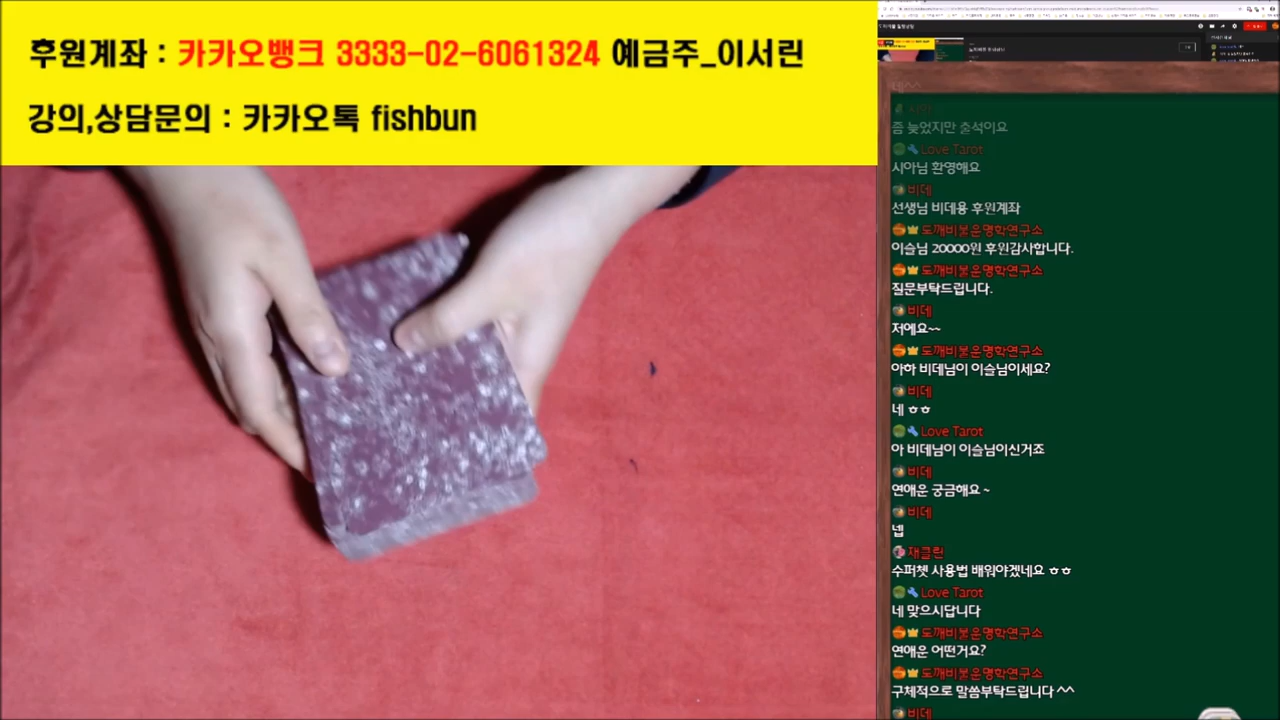 후원계좌 : 카카오뱅크 3333-02-6061324 예금주_이서린
강의,상담문의 : 카카오톡 fishbun
네^^
시아
좀 늦었지만 출석이요
Love Tarot
시아님 환영해요
비데
선생님 비데용 후원계좌
도깨비불운명학연구소
이슬님 20000원 후원감사합니다.
도깨비불운명학연구소
질문부탁드립니다.
비데
저에요~~
도깨비불운명학연구소
아하 비데님이 이슬님이세요?
비데
네 ㅎㅎ
Love Tarot
아 비데님이 이슬님이신거죠
비데
연애운 궁금해요 ~
비데
넵
재클린
수퍼쳇 사용법 배워야겠네요 ㅎㅎ
Love Tarot
네 맞으시답니다
도깨비불운명학연구소
연애운 어떤거요?
도깨비불운명학연구소
구체적으로 말씀부탁드립니다 ^^
비데